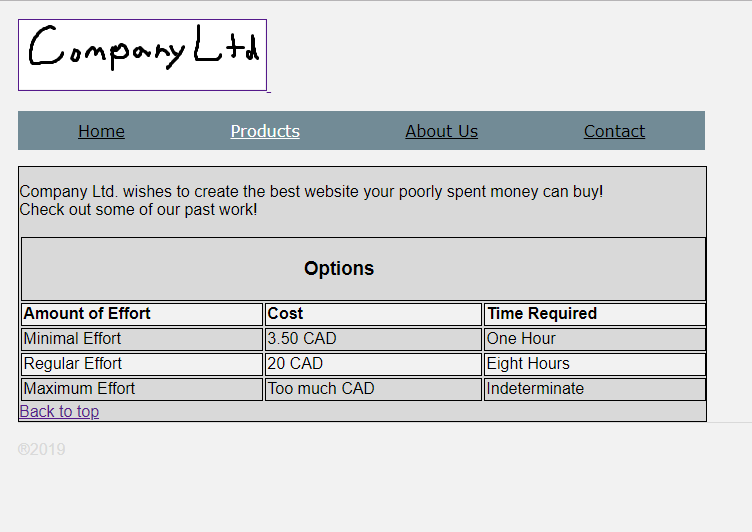 Company Ltd
Home Products About Us Contact
Company Ltd. wishes to create the best website your poorly spent money can buy!
Check out some of our past work!
Options
Amount of Effort Cost Time Required
Minimal Effort 3.50 CAD One Hour
Regular Effort 20 CAD Eight Hours
Maximum Effort Too much CAD Indeterminate
Back to top
®2019